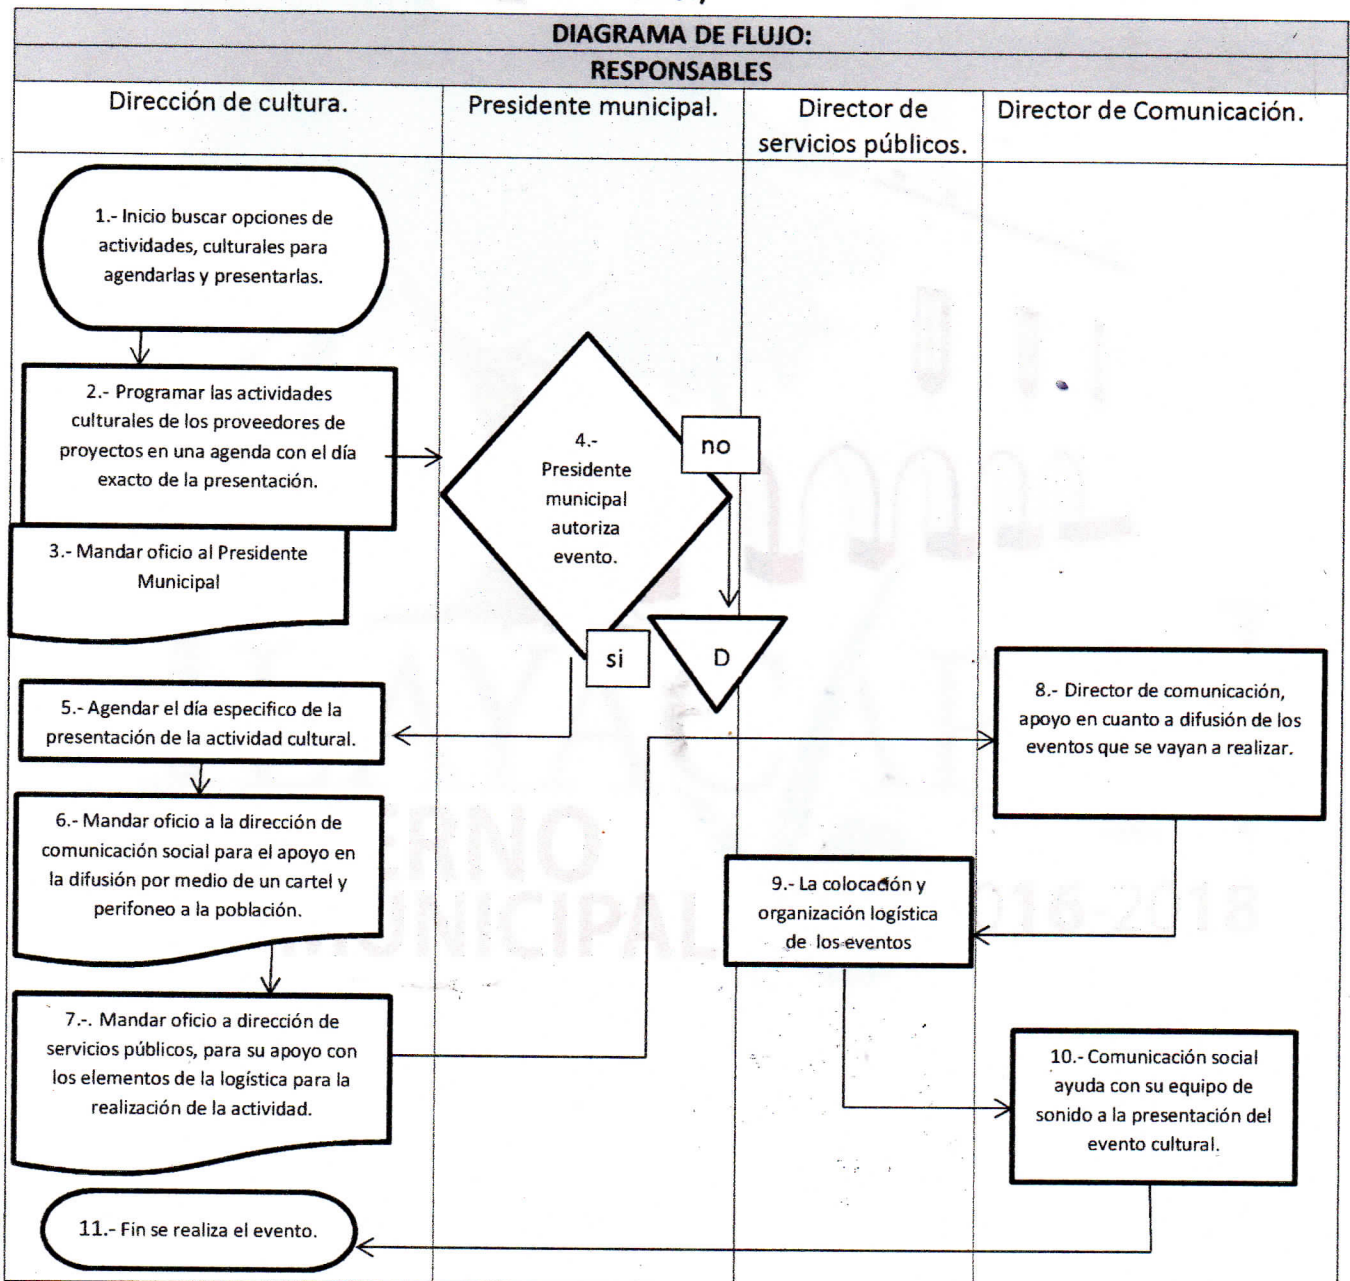 DIAGRAMA DE FLUJO:
RESPONSABLES
Dirección de cultura.
Presidente municipal.
Director de
servicios públicos.
Director de Comunicación.
1.- Inicio buscar opciones de
actividades, culturales para
agendarlas y presentarlas.
2.- Programar las actividades
culturales de los proveedores de
proyectos en una agenda con el día
exacto de la presentación.
3.- Mandar oficio al Presidente
Municipal
4.-
Presidente
municipal
autoriza
evento.
no
si
D
5.- Agendar el día especifico de la
presentación de la actividad cultural.
6.- Mandar oficio a la dirección de
comunicación social para el apoyo en
la difusión por medio de un cartel y
perifoneo a la población.
7.-. Mandar oficio a dirección de
servicios públicos, para su apoyo con
los elementos de la logística para la
realización de la actividad.
8.- Director de comunicación,
apoyo en cuanto a difusión de los
eventos que se vayan a realizar.
9.- La colocación y
organización logística
de los eventos
10.- Comunicación social
ayuda con su equipo de
sonido a la presentación del
evento cultural.
11.- Fin se realiza el evento.
ERNO
MUNICIPAL
016-2018